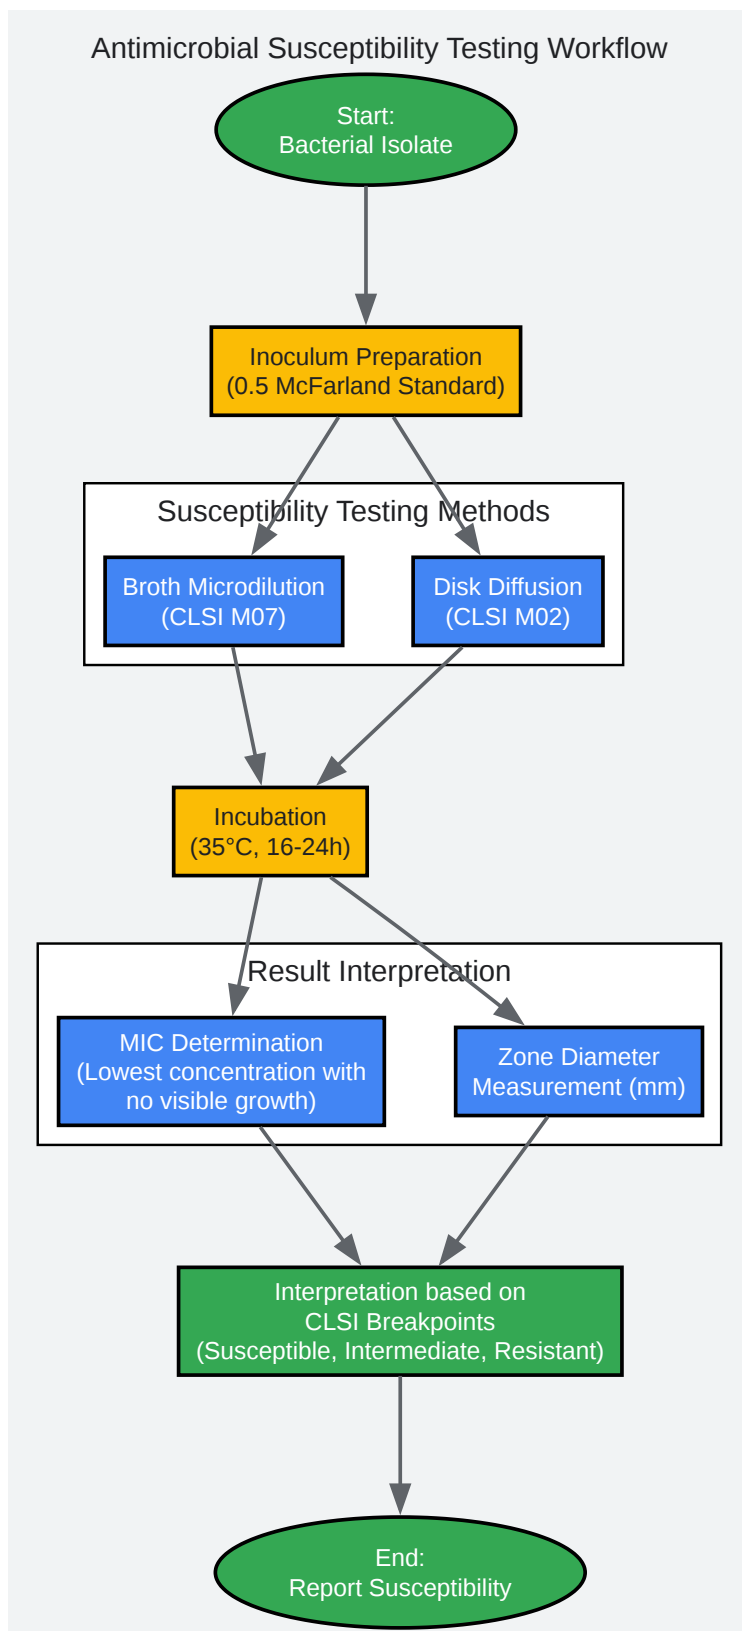 Antimicrobial Susceptibility Testing Workflow
Start:
Bacterial Isolate
Inoculum Preparation
(0.5 McFarland Standard)
Susceptibility Testing Methods
Broth Microdilution
(CLSI M07)
Disk Diffusion
(CLSI M02)
Incubation
(35°C, 16-24h)
Result Interpretation
MIC Determination
(Lowest concentration with
no visible growth)
Zone Diameter
Measurement (mm)
Interpretation based on
CLSI Breakpoints
(Susceptible, Intermediate, Resistant)
End:
Report Susceptibility